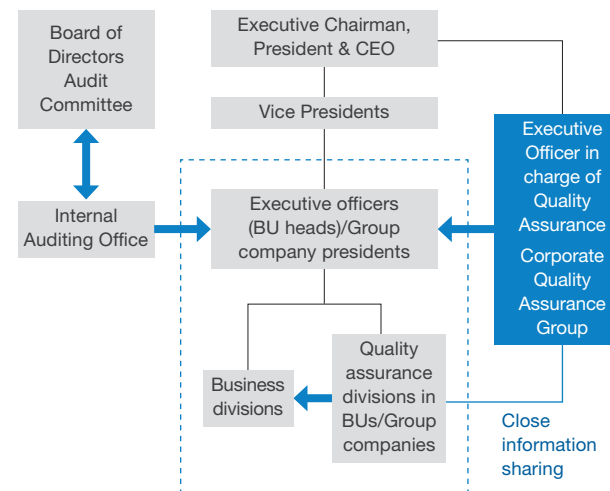 Board of
Directors
Audit
Committee
Executive Chairman,
President & CEO
Vice Presidents
Executive
Officer in
charge of
Quality
Assurance
Corporate
Quality
Assurance
Group
Internal
Auditing Office
Executive officers
(BU heads)/Group
company presidents
Business
divisions
Quality
assurance
divisions in
BUs/Group
companies
Close
information
sharing